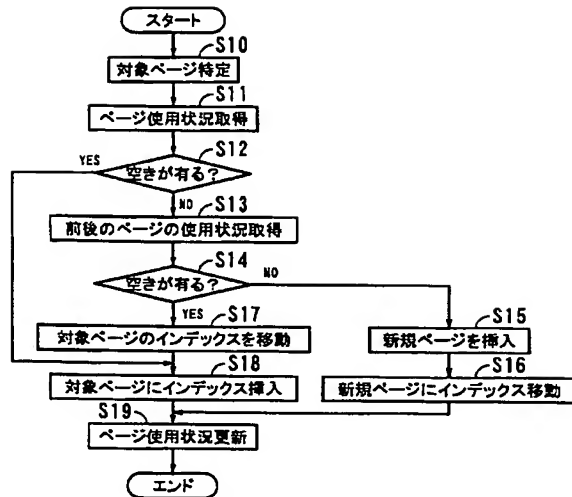 スタート
S10
対象ページ特定
S11
ページ使用状況取得
S12
YES
空きが有る?
NO
S13
前後のページの使用状況取得
S14
空きが有る?
NO
YES
S17
対象ページのインデックスを移動
S15
新規ページを挿入
S18
対象ページにインデックス挿入
S16
新規ページにインデックス移動
S19
ページ使用状況更新
エンド